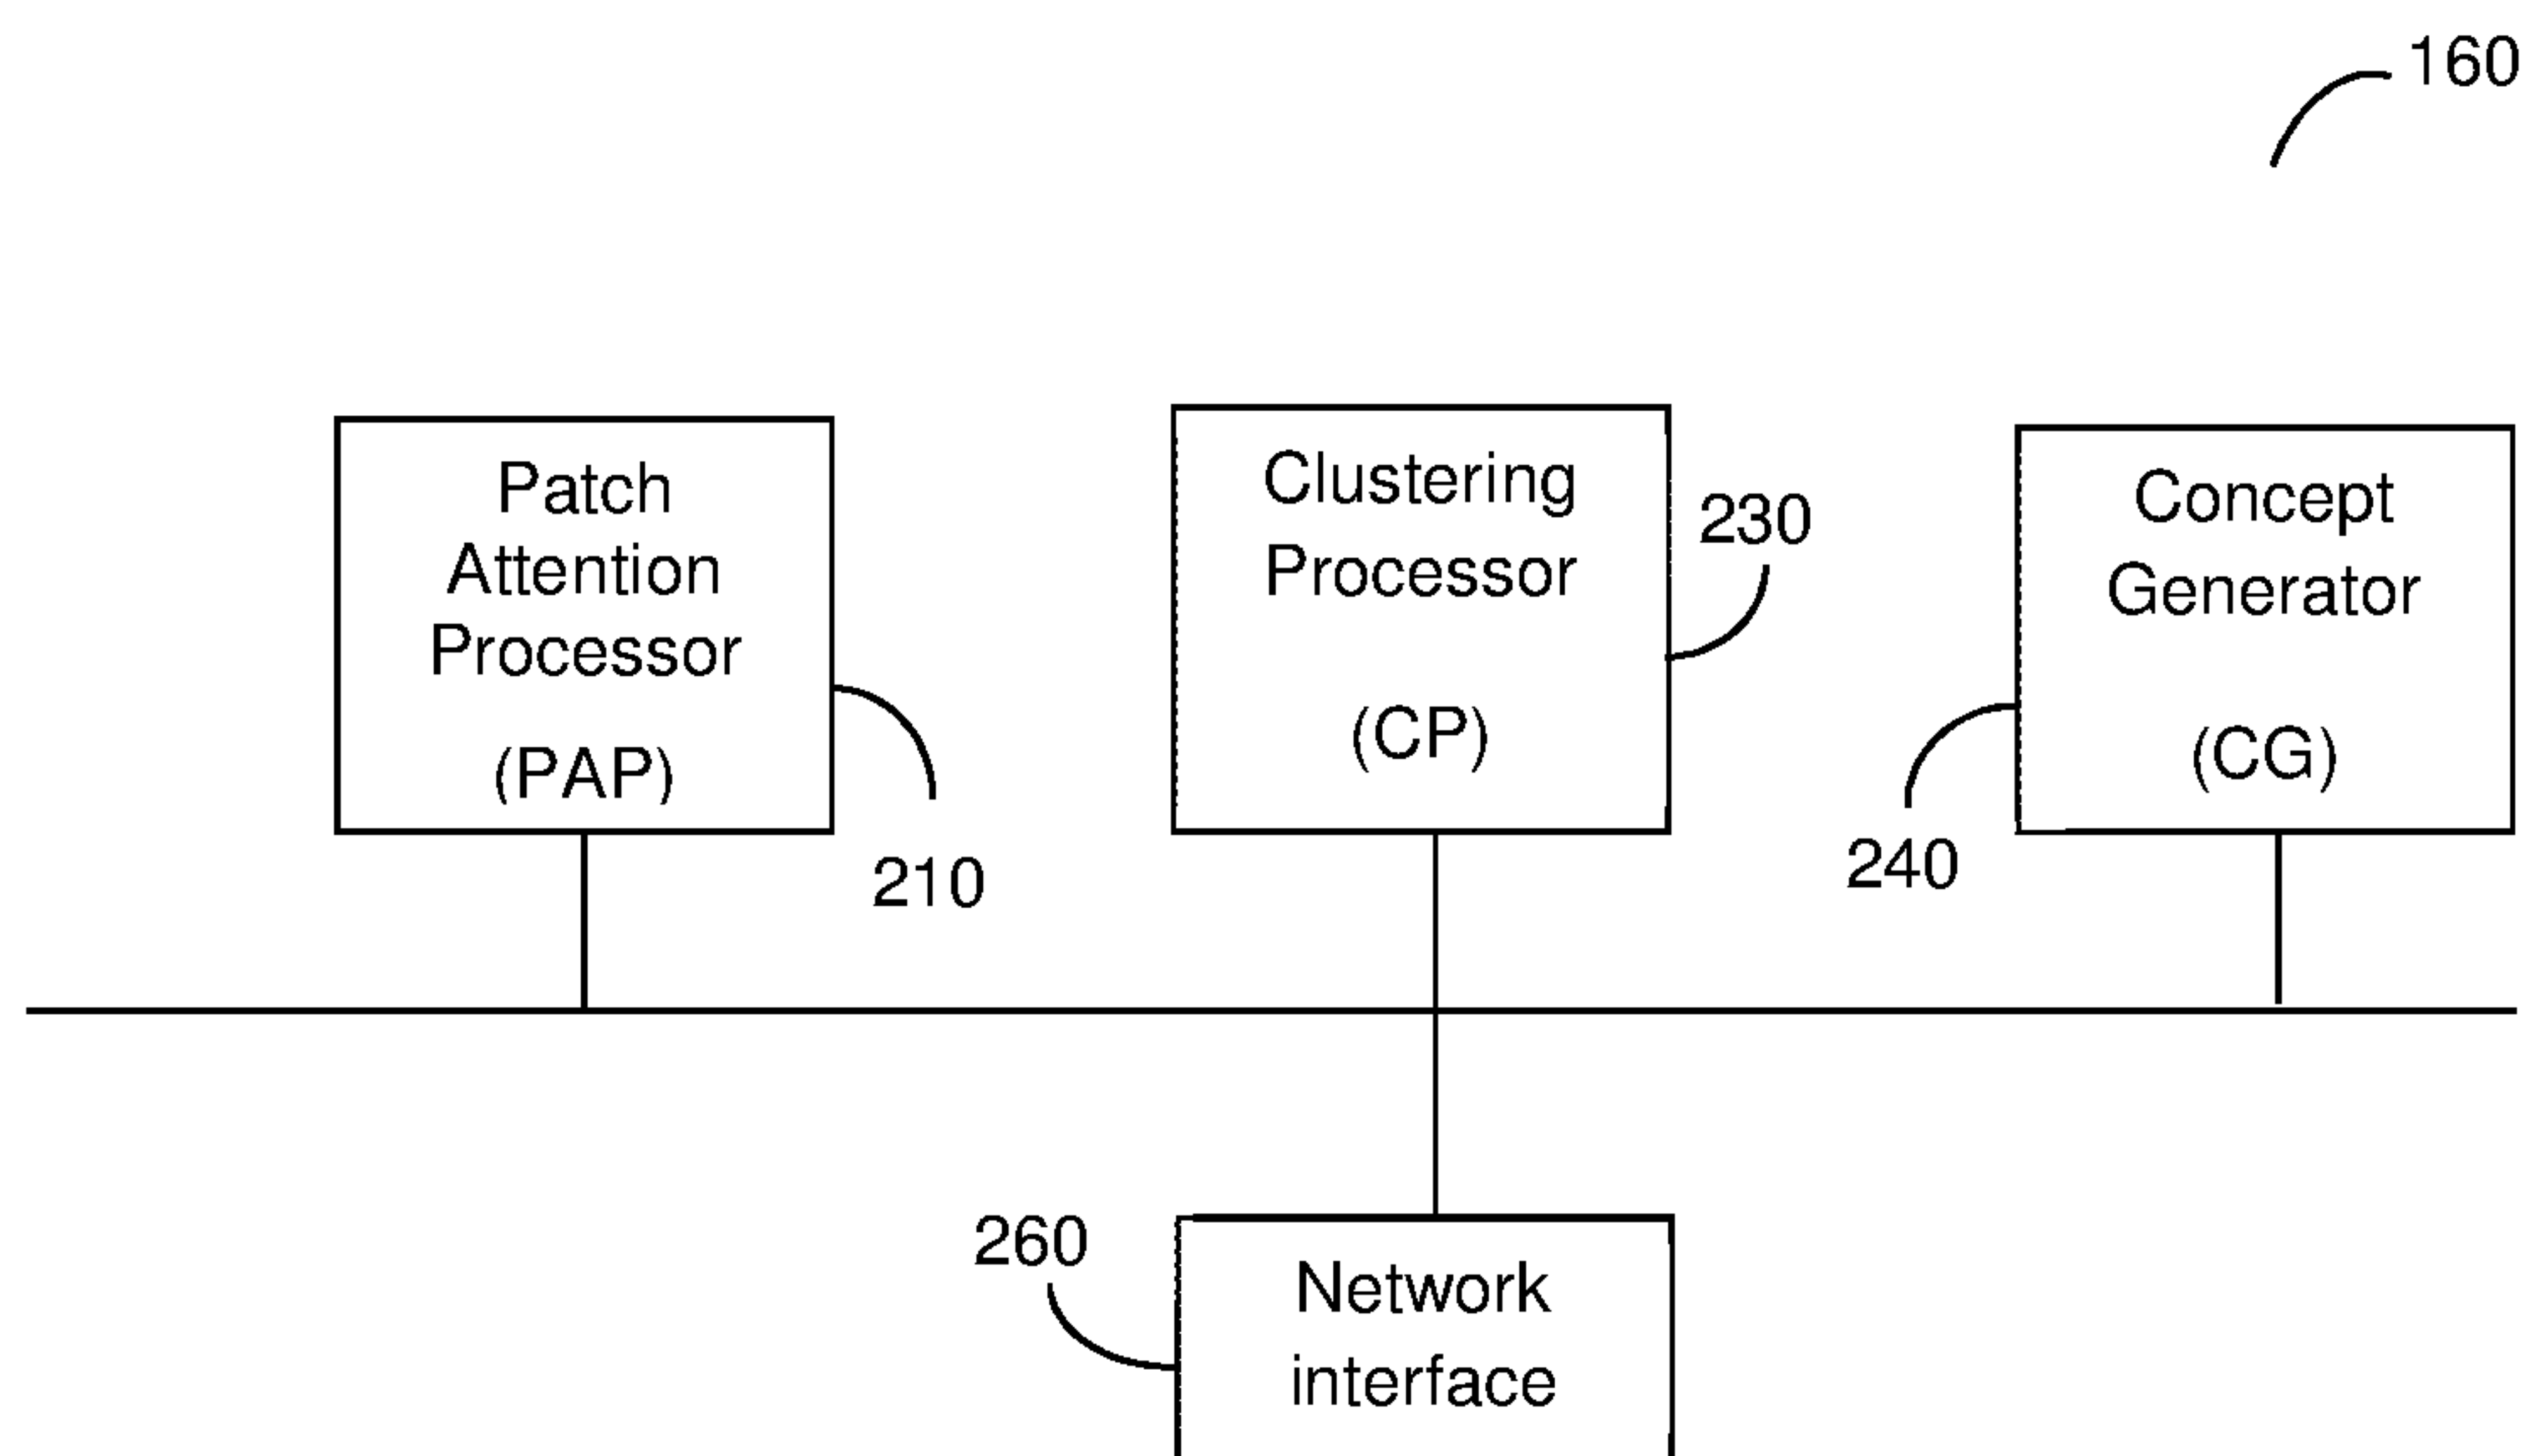 160
Patch
Attention
Processor
(PAP)
210
Clustering
Processor
(CP)
230
Concept
Generator
(CG)
240
260
Network
interface